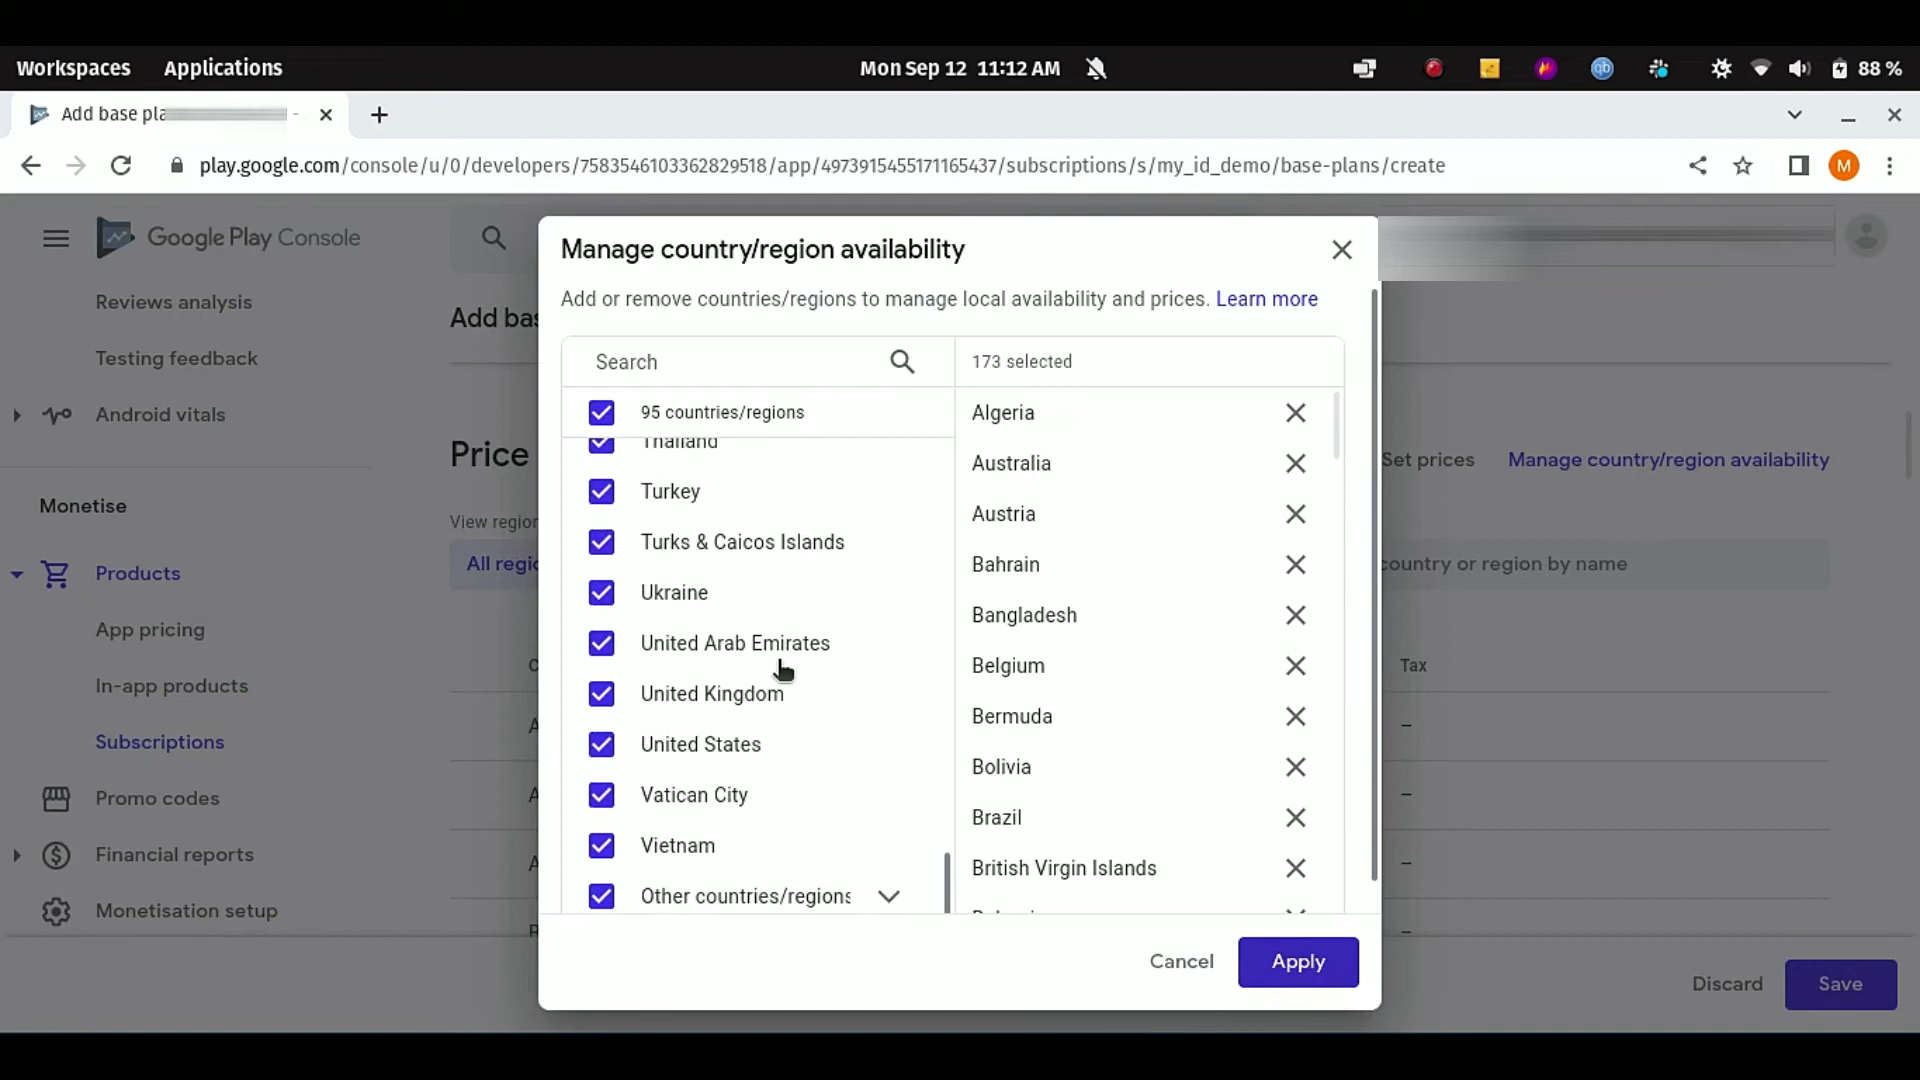 Workspaces Applications Mon Sep 12 11:12 AM 88 %
Add base pla -
play.google.com/console/u/0/developers/7583546103362829518/app/4973915455171165437/subscriptions/s/my_id_demo/base-plans/create M
Google Play Console
Reviews analysis
Testing feedback
Android vitals
Monetise
Products
App pricing
In-app products
Subscriptions
Promo codes
Financial reports
Monetisation setup
Add bas
Price
View region
All regio
Set prices Manage country/region availability
country or region by name
Tax
Manage country/region availability
Add or remove countries/regions to manage local availability and prices. Learn more
Search
95 countries/regions
Thailand
Turkey
Turks & Caicos Islands
Ukraine
United Arab Emirates
United Kingdom
United States
Vatican City
Vietnam
Other countries/regions
173 selected
Algeria
Australia
Austria
Bahrain
Bangladesh
Belgium
Bermuda
Bolivia
Brazil
British Virgin Islands
Cancel Apply
Discard Save